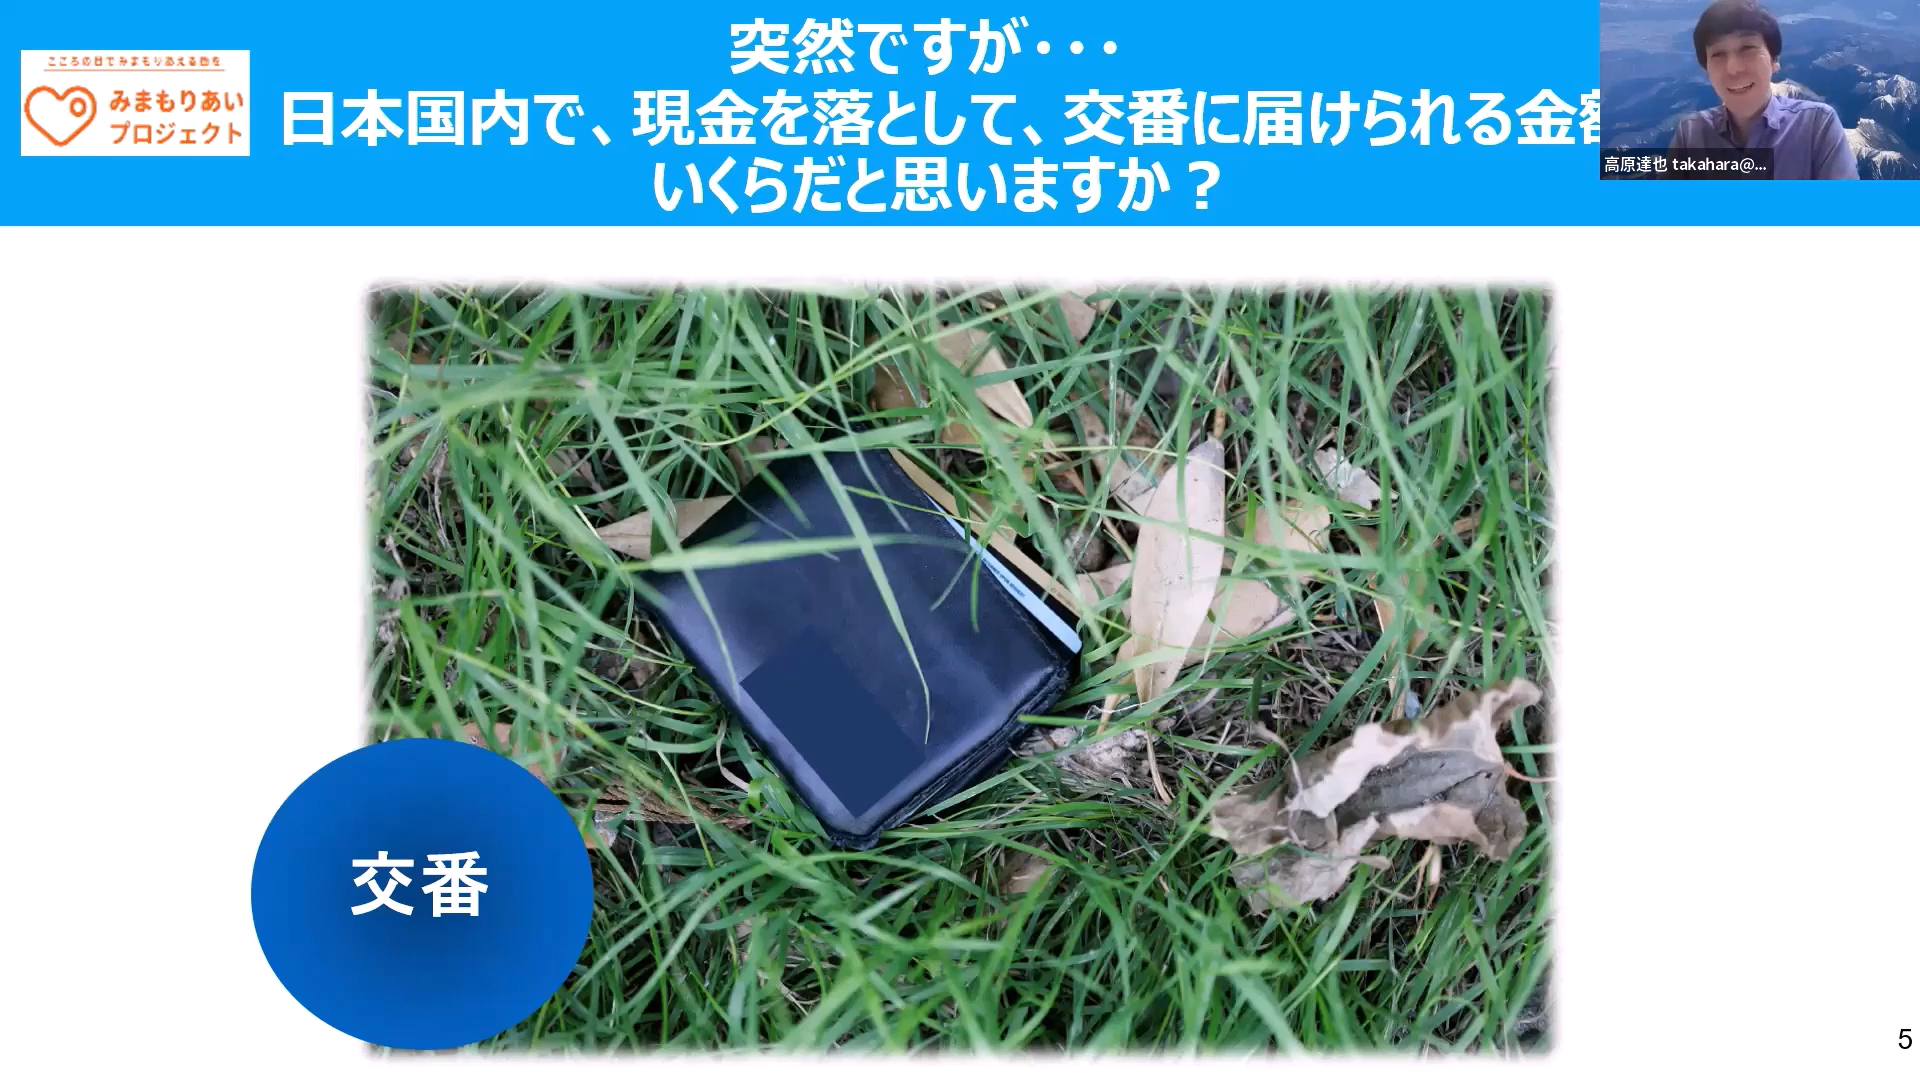 突然ですが・・・
日本国内で、現金を落として、交番に届けられる金額
いくらだと思いますか？
こころの目でみまもり添える曲を
みまもりあい
プロジェクト
高原達也 takahara@...
交番
5